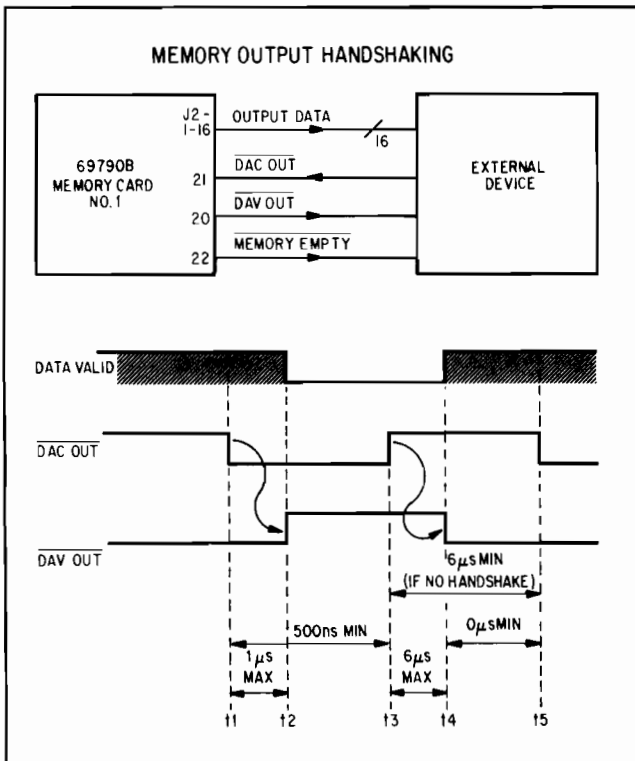 MEMORY OUTPUT HANDSHAKING
J2-
1-16
OUTPUT DATA
16
69790B
MEMORY CARD
NO.1
21
DAC OUT
EXTERNAL
DEVICE
20
DAV OUT
22
MEMORY EMPTY
DATA VALID
DAC OUT
DAV OUT
6μs MIN
(IF NO HANDSHAKE)
500ns MIN
0μs MIN
1μs
MAX
6μs
MAX
t1
t2
t3
t4
t5